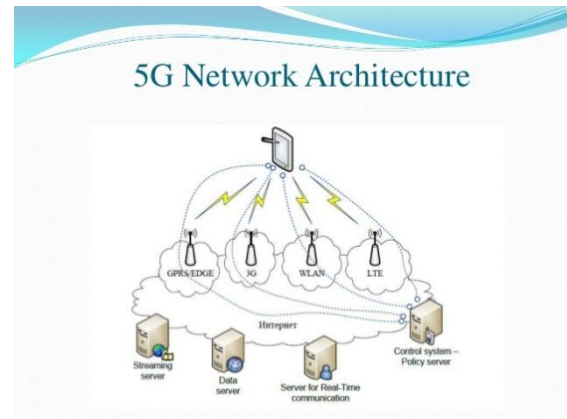 5G Network Architecture
GPRS/EDGE
3G
WLAN
LTE
Интернет
Streaming
server
Data
server
Server for Real-Time
communication
Control system –
Policy server